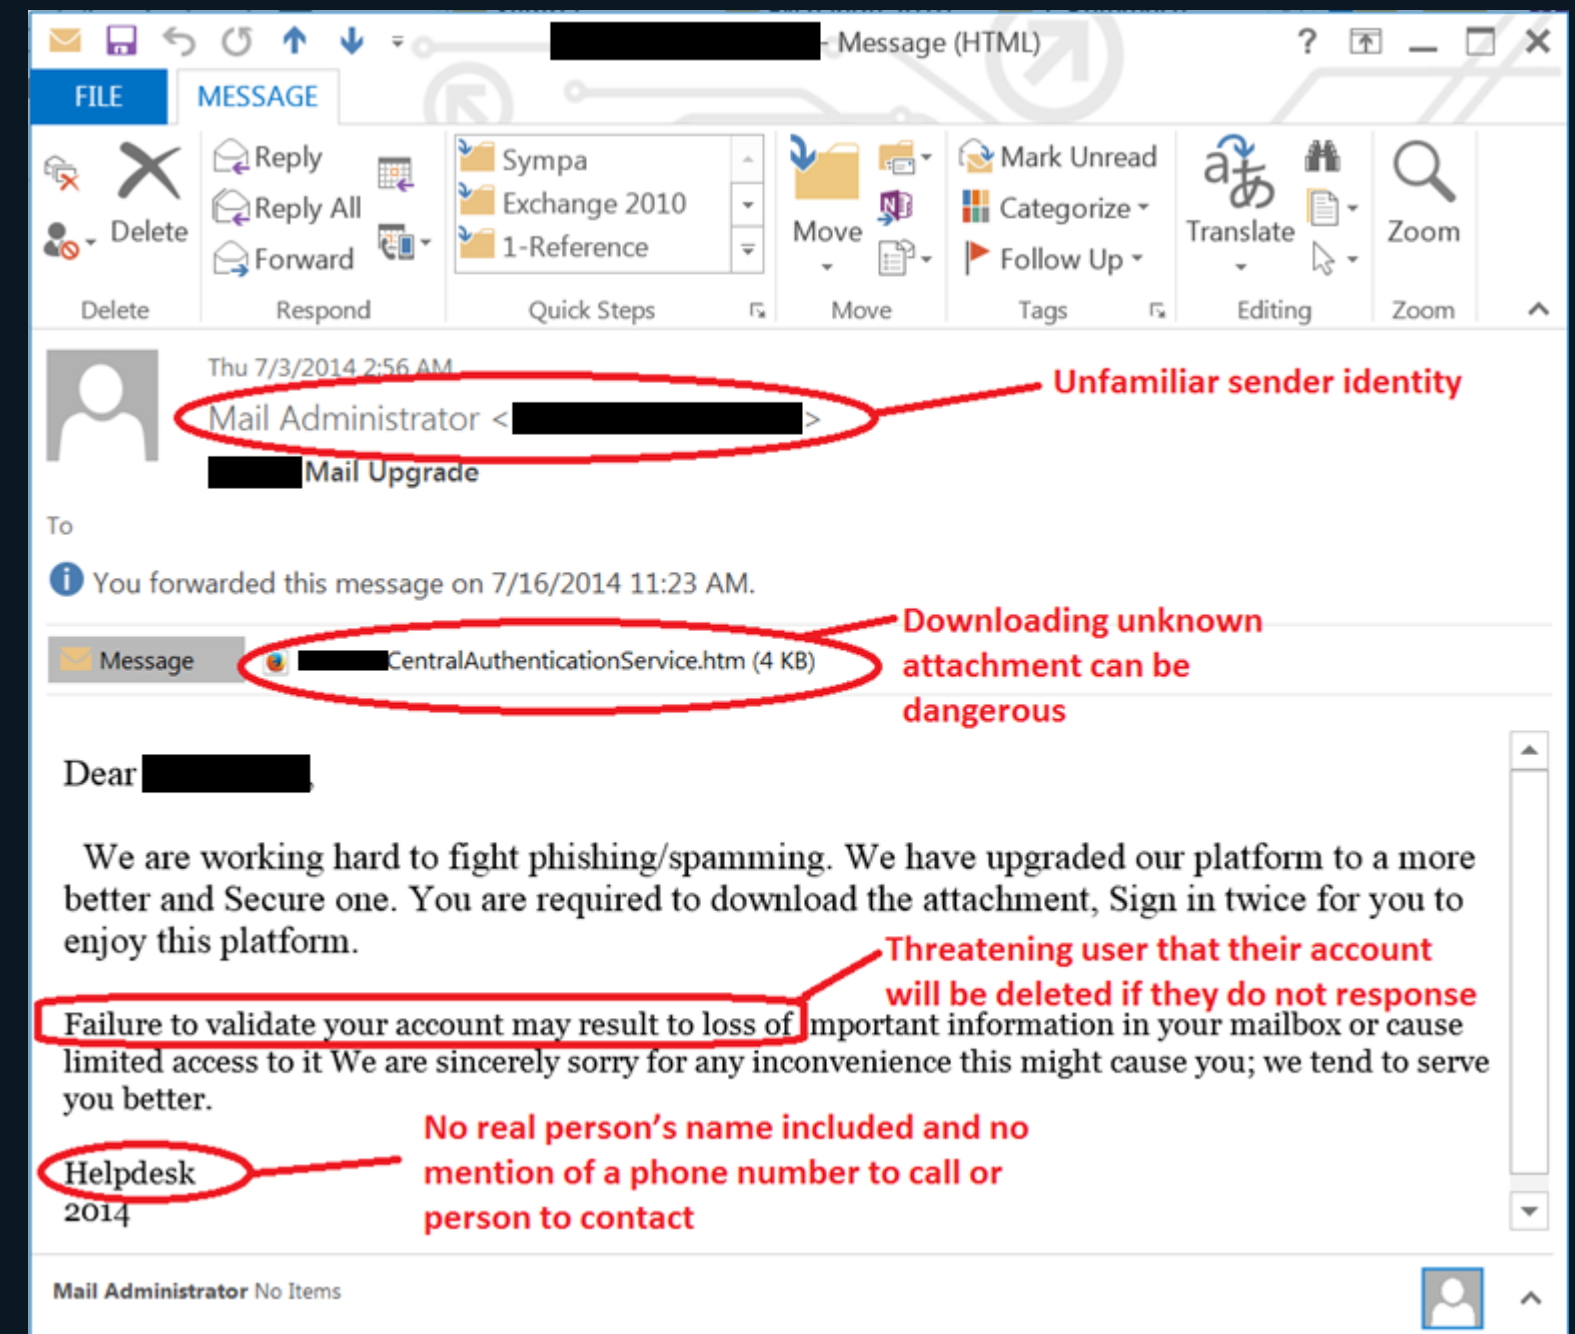 - Message (HTML)
?
FILE
MESSAGE
Delete
Reply
Reply All
Forward
Sympa
Exchange 2010
1-Reference
Move
Mark Unread
Categorize
Follow Up
Translate
Zoom
Delete
Respond
Quick Steps
Move
Tags
Editing
Zoom
Thu 7/3/2014 2:56 AM
Unfamiliar sender identity
Mail Administrator < >
Mail Upgrade
To
You forwarded this message on 7/16/2014 11:23 AM.
Message
CentralAuthenticationService.htm (4 KB)
Downloading unknown
attachment can be
dangerous
Dear ,
We are working hard to fight phishing/spamming. We have upgraded our platform to a more
better and Secure one. You are required to download the attachment, Sign in twice for you to
enjoy this platform.
Threatening user that their account
will be deleted if they do not response
Failure to validate your account may result to loss of important information in your mailbox or cause
limited access to it We are sincerely sorry for any inconvenience this might cause you; we tend to serve
you better.
No real person's name included and no
mention of a phone number to call or
person to contact
Helpdesk
2014
Mail Administrator No Items